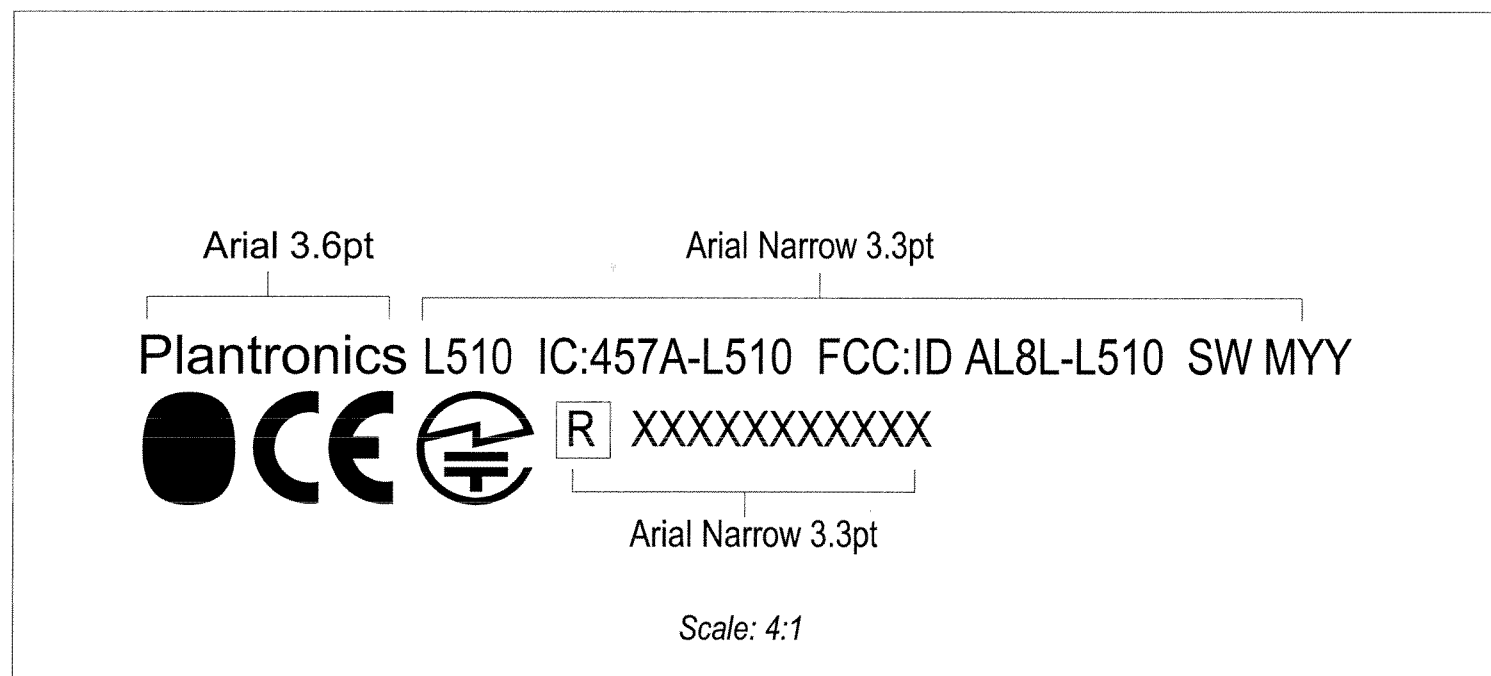 Arial 3.6pt Arial Narrow 3.3pt
Plantronics L510 IC:457A-L510 FCC:ID AL8L-L510 SW MYY
CE R XXXXXXXXXXX
Arial Narrow 3.3pt
Scale: 4:1